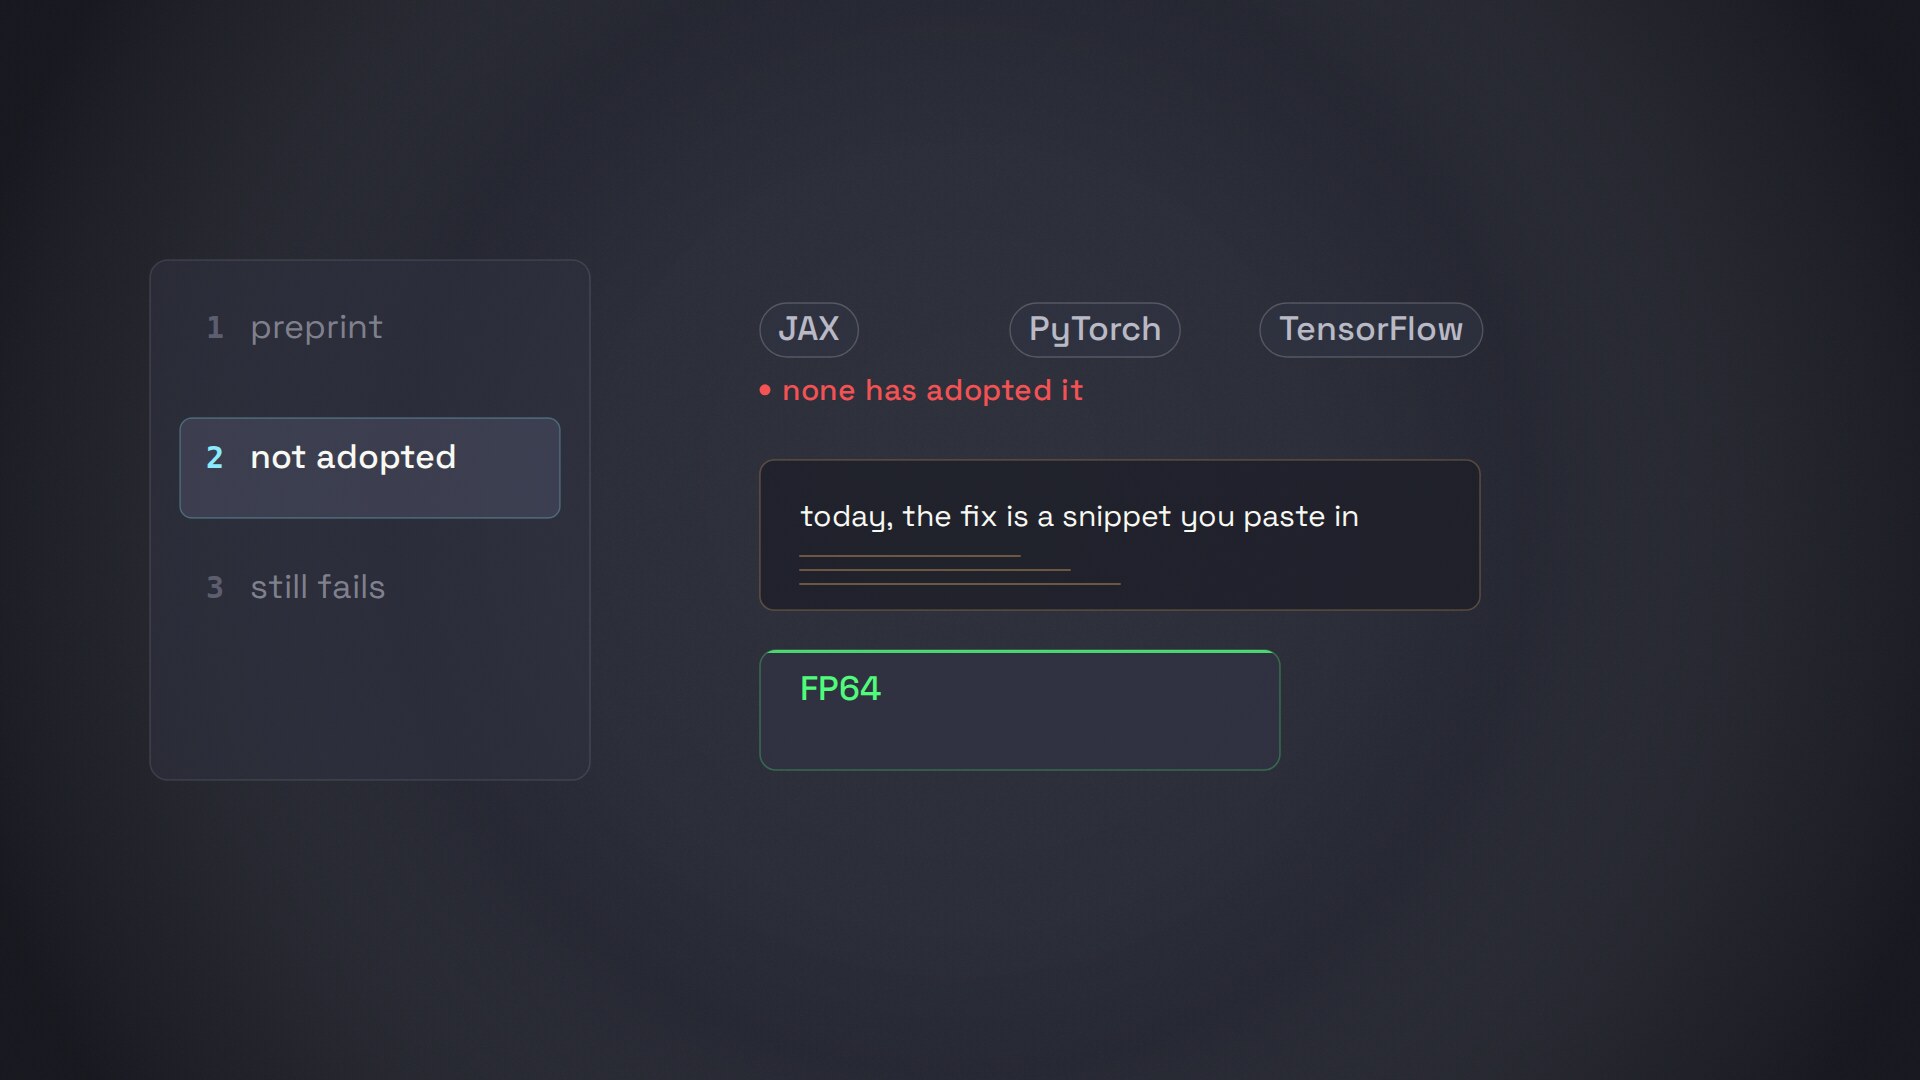 1 preprint
2 not adopted
3 still fails
JAX PyTorch TensorFlow
none has adopted it
today, the fix is a snippet you paste in
FP64